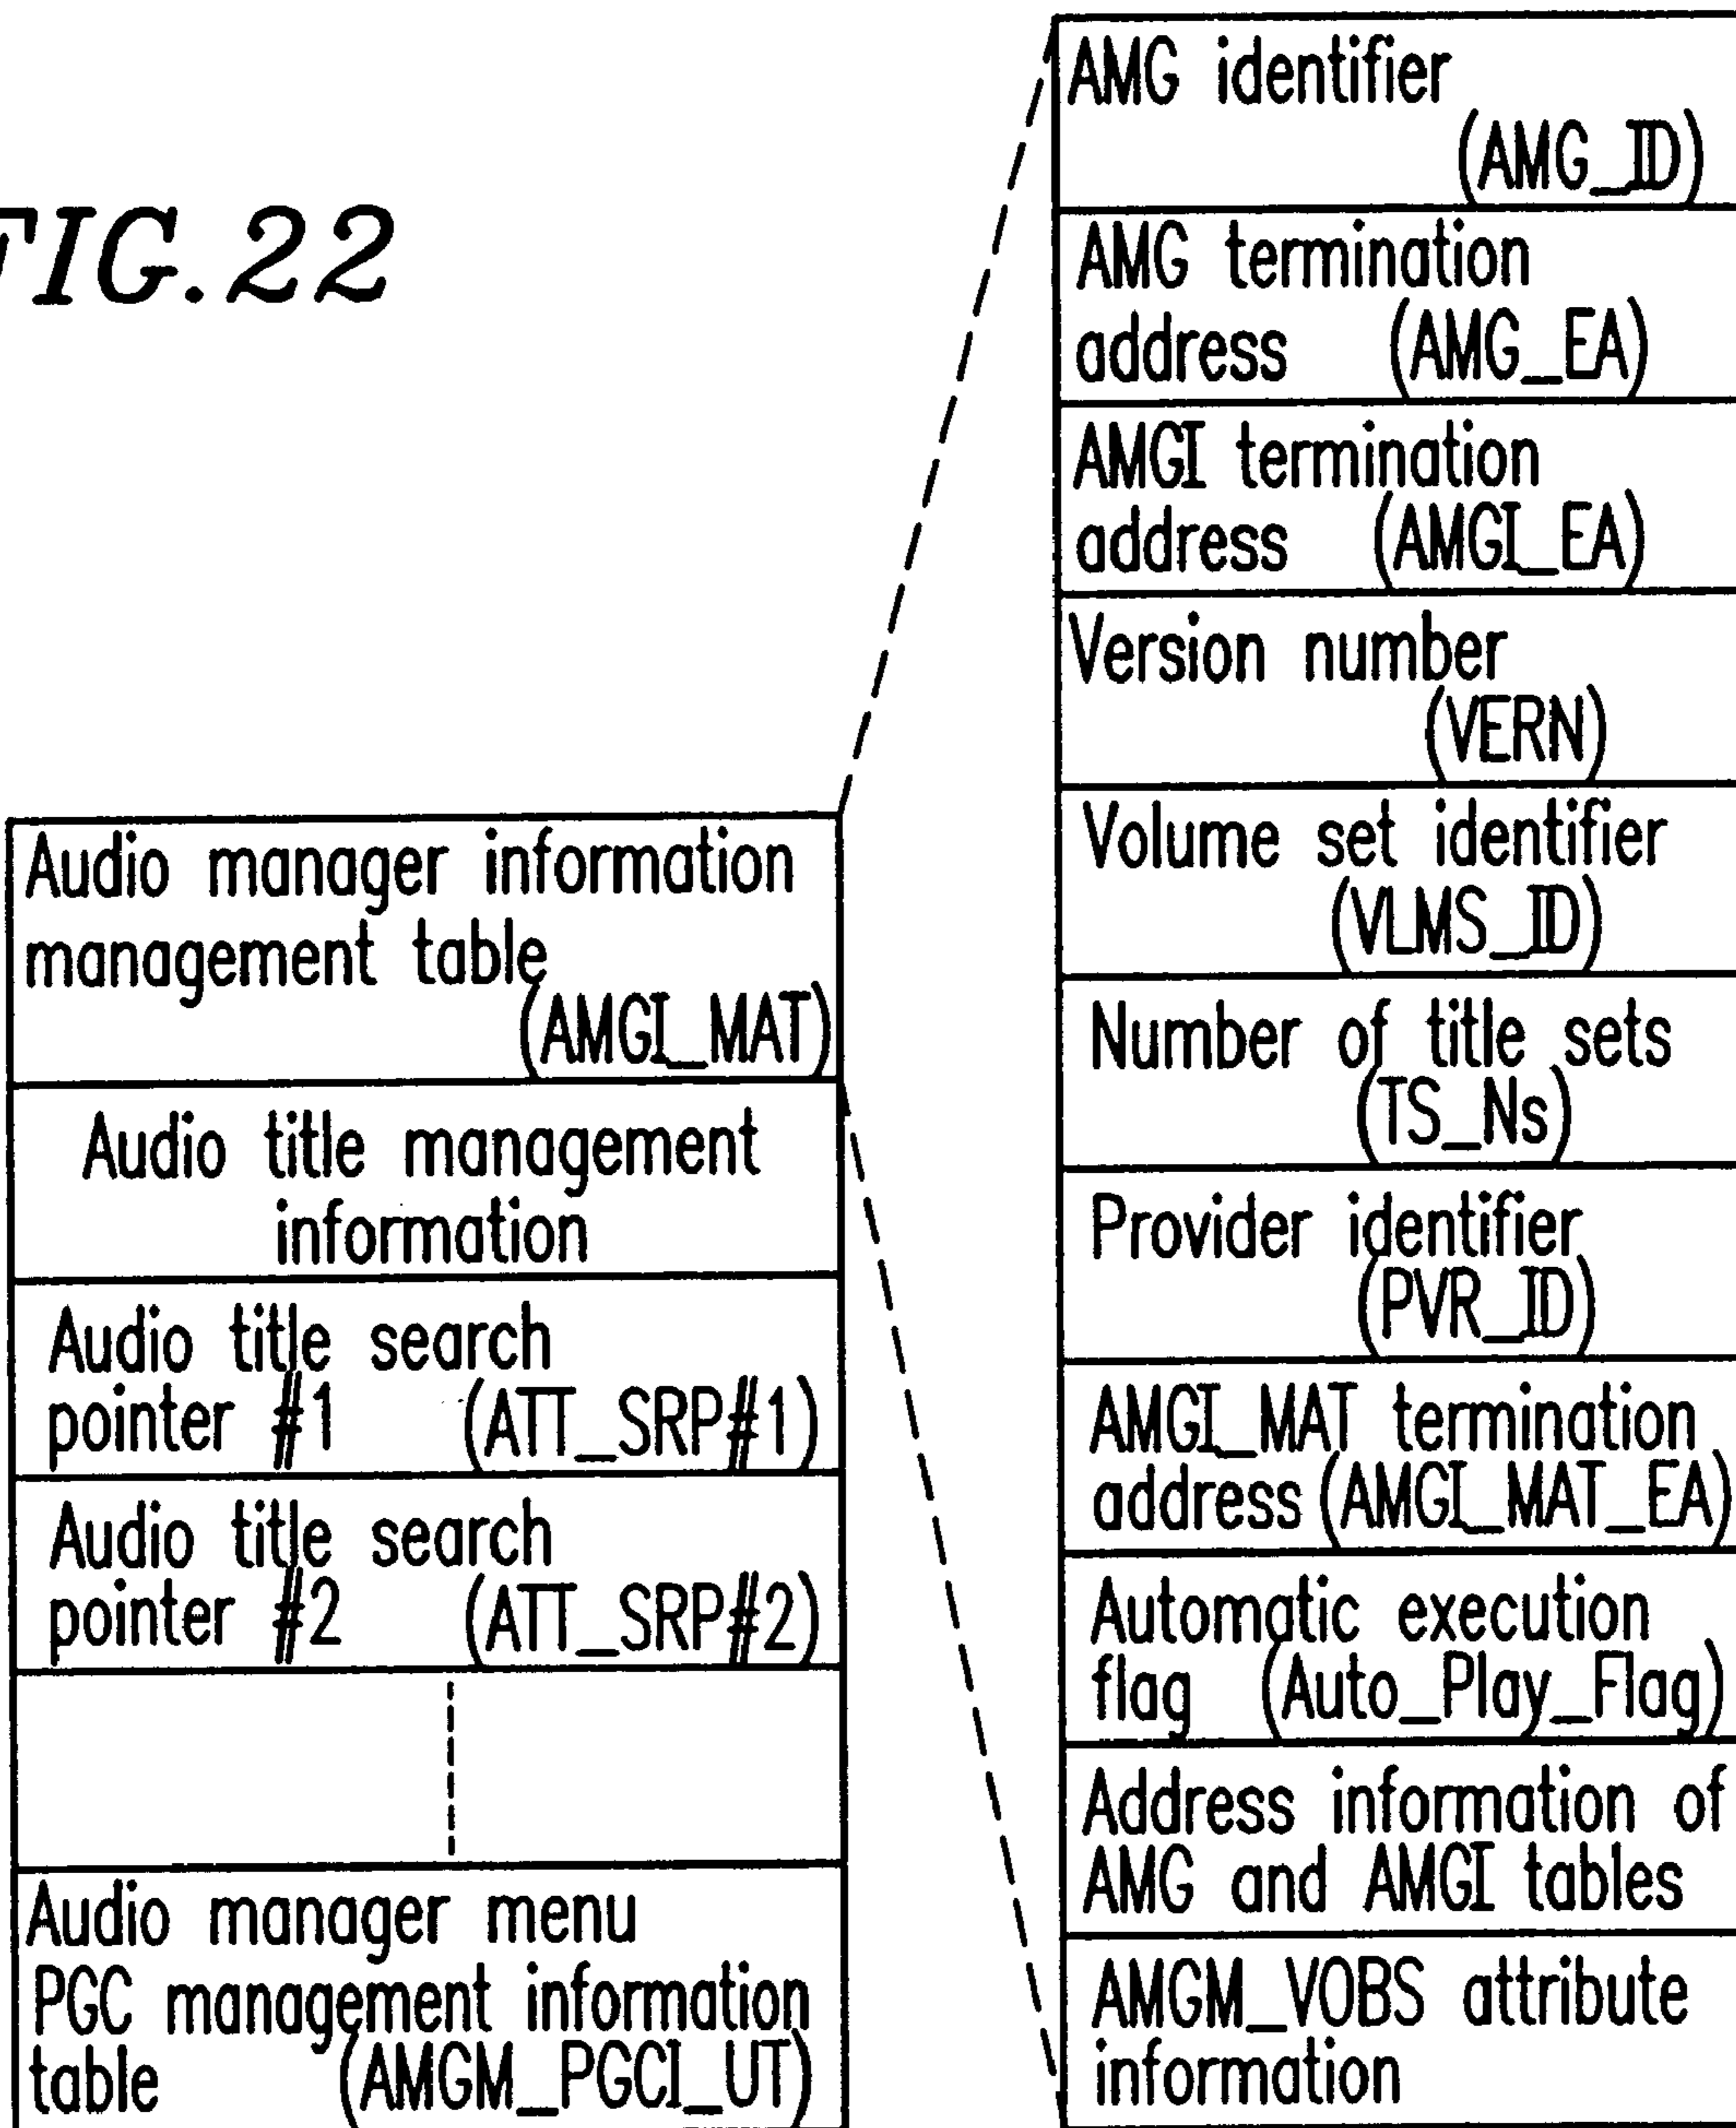 FIG.22
Audio manager information
management table
(AMGI_MAT)
Audio title management
information
Audio title search
pointer #1 (ATT_SRP#1)
Audio title search
pointer #2 (ATT_SRP#2)
Audio manager menu
PGC management information
table (AMGM_PGCI_UT)
AMG identifier
(AMG_ID)
AMG termination
address (AMG_EA)
AMGI termination
address (AMGI_EA)
Version number
(VERN)
Volume set identifier
(VLMS_ID)
Number of title sets
(TS_Ns)
Provider identifier
(PVR_ID)
AMGI_MAT termination
address (AMGI_MAT_EA)
Automatic execution
flag (Auto_Play_Flag)
Address information of
AMG and AMGI tables
AMGM_VOBS attribute
information